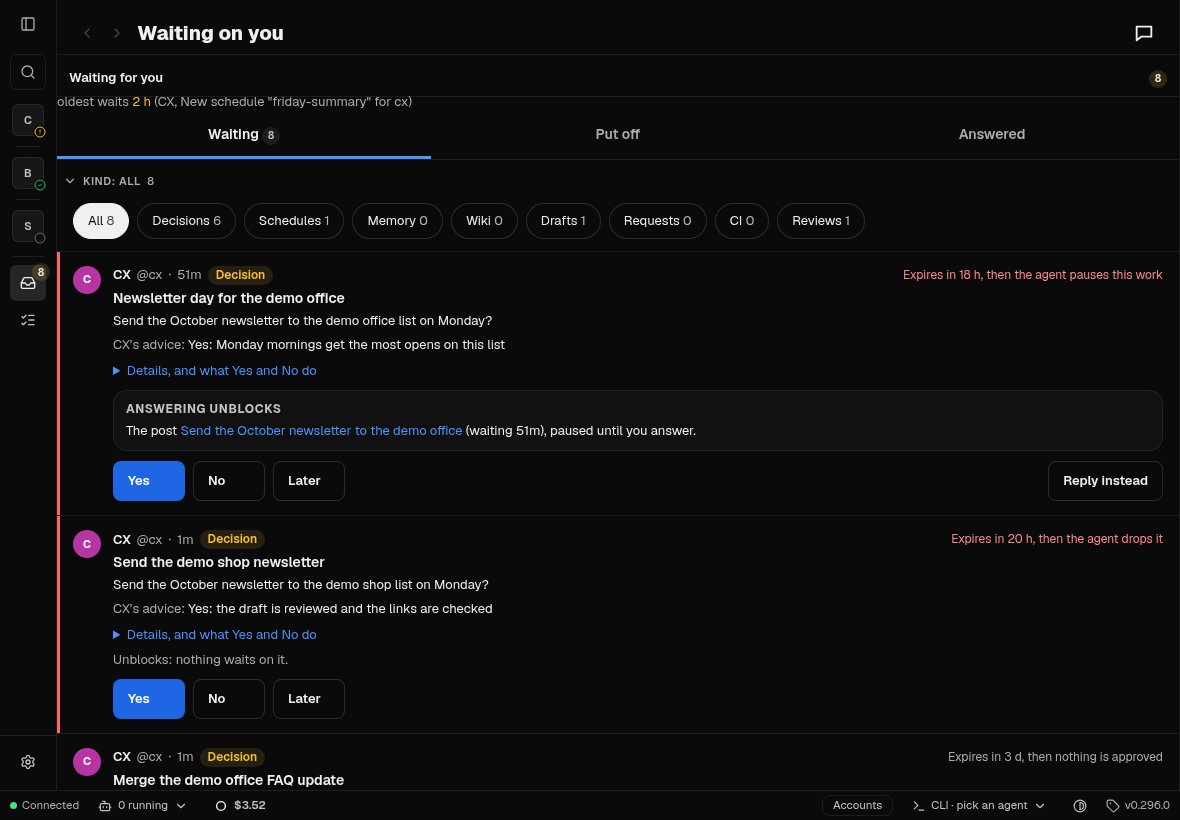 Waiting on you
Waiting for you
8
oldest waits 2 h (CX, New schedule "friday-summary" for cx)
C
B
S
8
Waiting 8
Put off
Answered
KIND: ALL 8
All 8
Decisions 6
Schedules 1
Memory 0
Wiki 0
Drafts 1
Requests 0
CI 0
Reviews 1
C
CX @cx · 51m Decision
Expires in 18 h, then the agent pauses this work
Newsletter day for the demo office
Send the October newsletter to the demo office list on Monday?
CX's advice: Yes: Monday mornings get the most opens on this list
Details, and what Yes and No do
ANSWERING UNBLOCKS
The post Send the October newsletter to the demo office (waiting 51m), paused until you answer.
Yes
No
Later
Reply instead
C
CX @cx · 1m Decision
Expires in 20 h, then the agent drops it
Send the demo shop newsletter
Send the October newsletter to the demo shop list on Monday?
CX's advice: Yes: the draft is reviewed and the links are checked
Details, and what Yes and No do
Unblocks: nothing waits on it.
Yes
No
Later
C
CX @cx · 1m Decision
Expires in 3 d, then nothing is approved
Merge the demo office FAQ update
Connected
0 running
$3.52
Accounts
CLI · pick an agent
v0.296.0